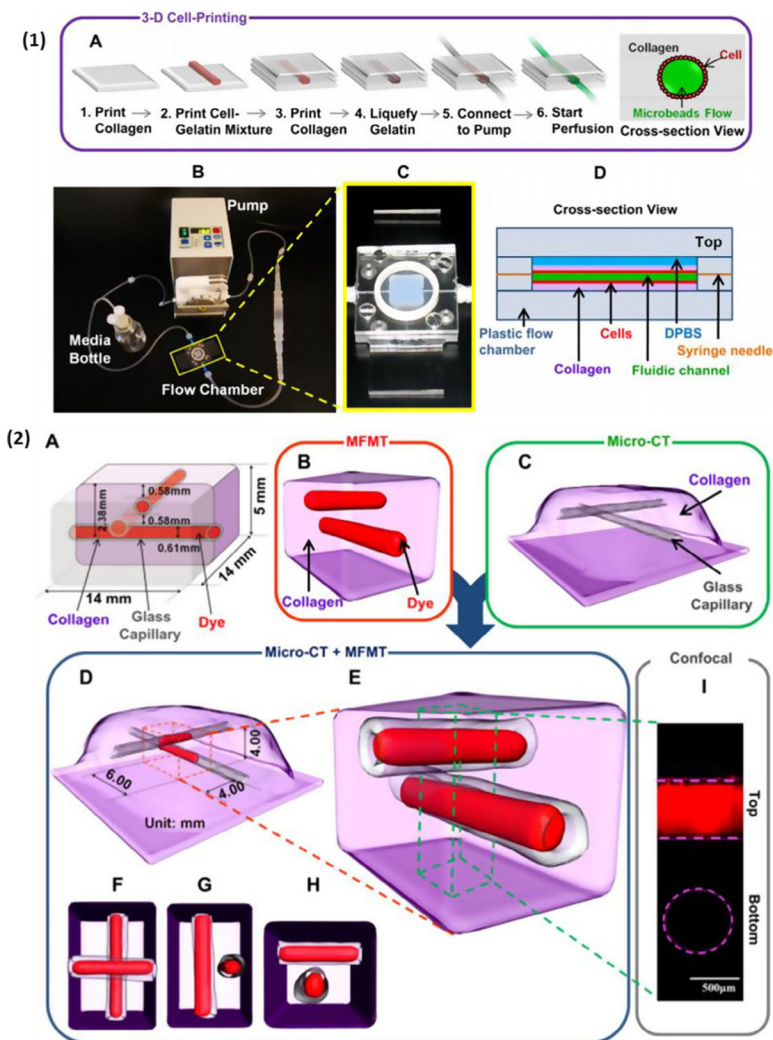 (1)
3-D Cell-Printing
A
Collagen
Cell
Microbeads Flow
Cross-section View
1. Print Collagen
2. Print Cell-Gelatin Mixture
3. Print Collagen
4. Liquefy Gelatin
5. Connect to Pump
6. Start Perfusion
B
Pump
Media
Bottle
Flow Chamber
C
D
Cross-section View
Top
Plastic flow
chamber
Cells
DPBS
Syringe needle
Collagen
Fluidic channel
(2)
A
0.58mm
2.38mm
0.58mm
0.61mm
5 mm
14 mm
14 mm
Collagen
Glass
Capillary
Dye
MFMT
B
Collagen
Dye
Micro-CT
C
Collagen
Glass
Capillary
Micro-CT + MFMT
D
4.00
6.00
4.00
Unit: mm
E
F
G
H
Confocal
I
Top
Bottom
500μm